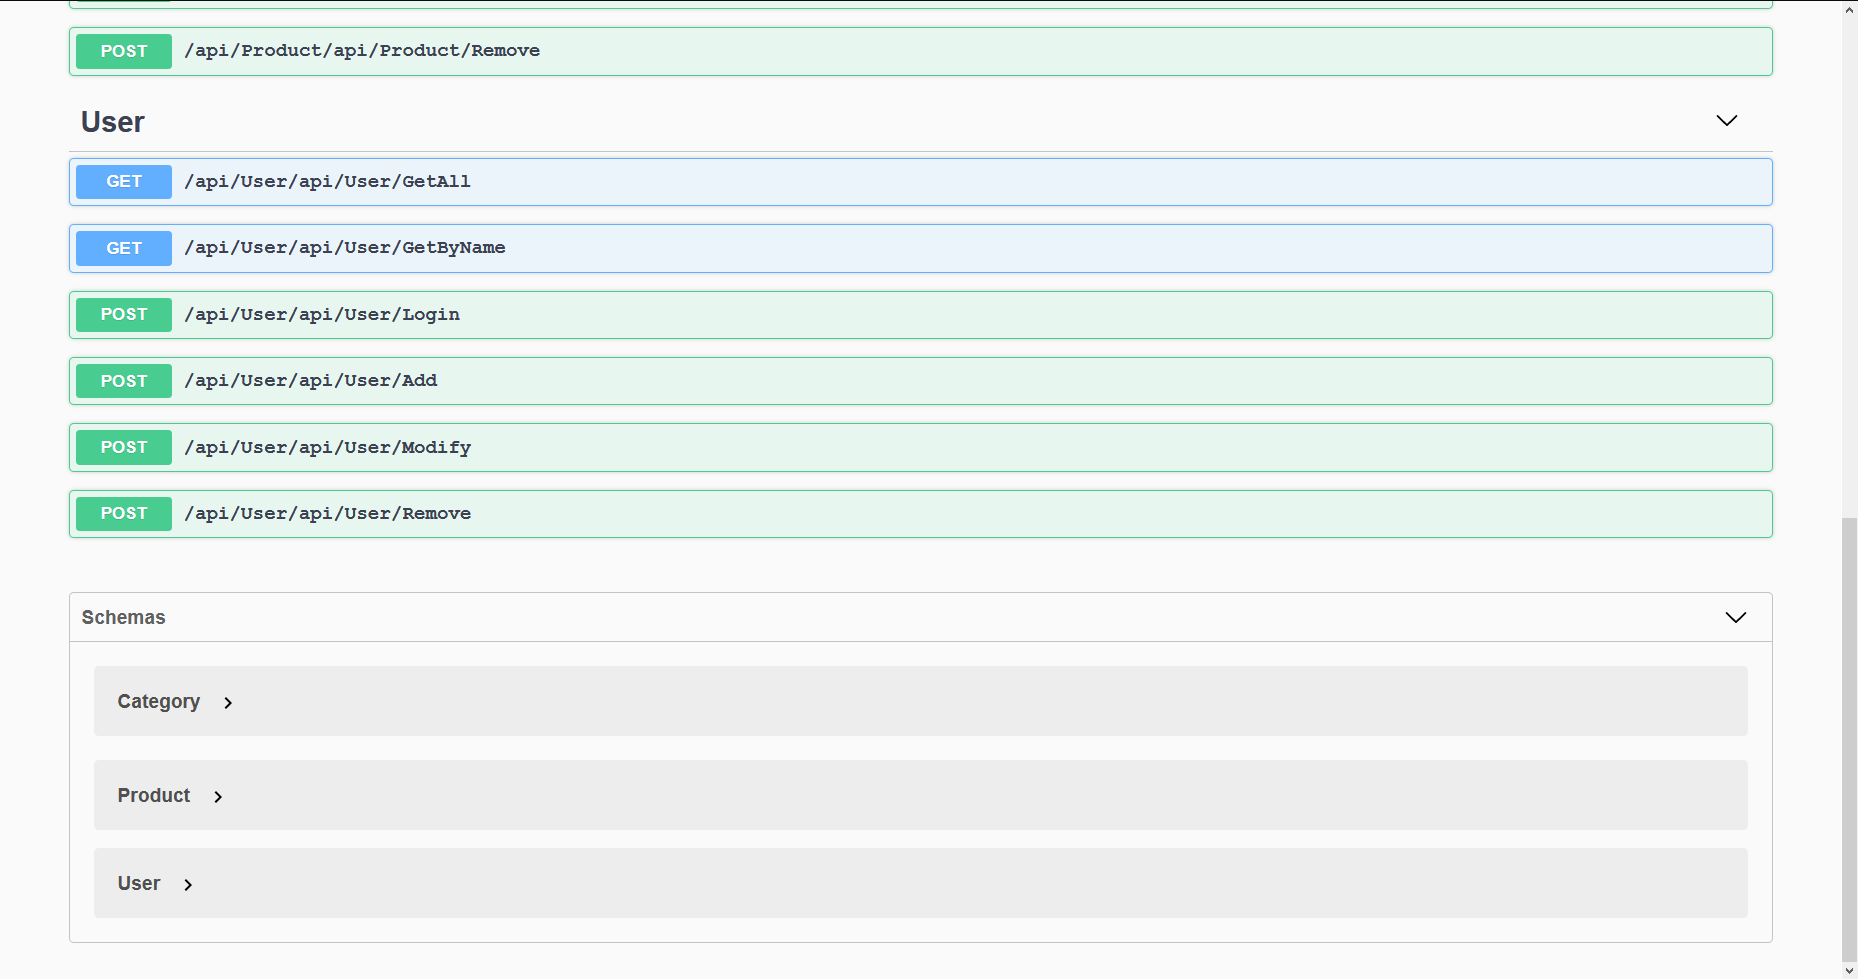 POST /api/Product/api/Product/Remove
User
GET /api/User/api/User/GetAll
GET /api/User/api/User/GetByName
POST /api/User/api/User/Login
POST /api/User/api/User/Add
POST /api/User/api/User/Modify
POST /api/User/api/User/Remove
Schemas
Category
Product
User